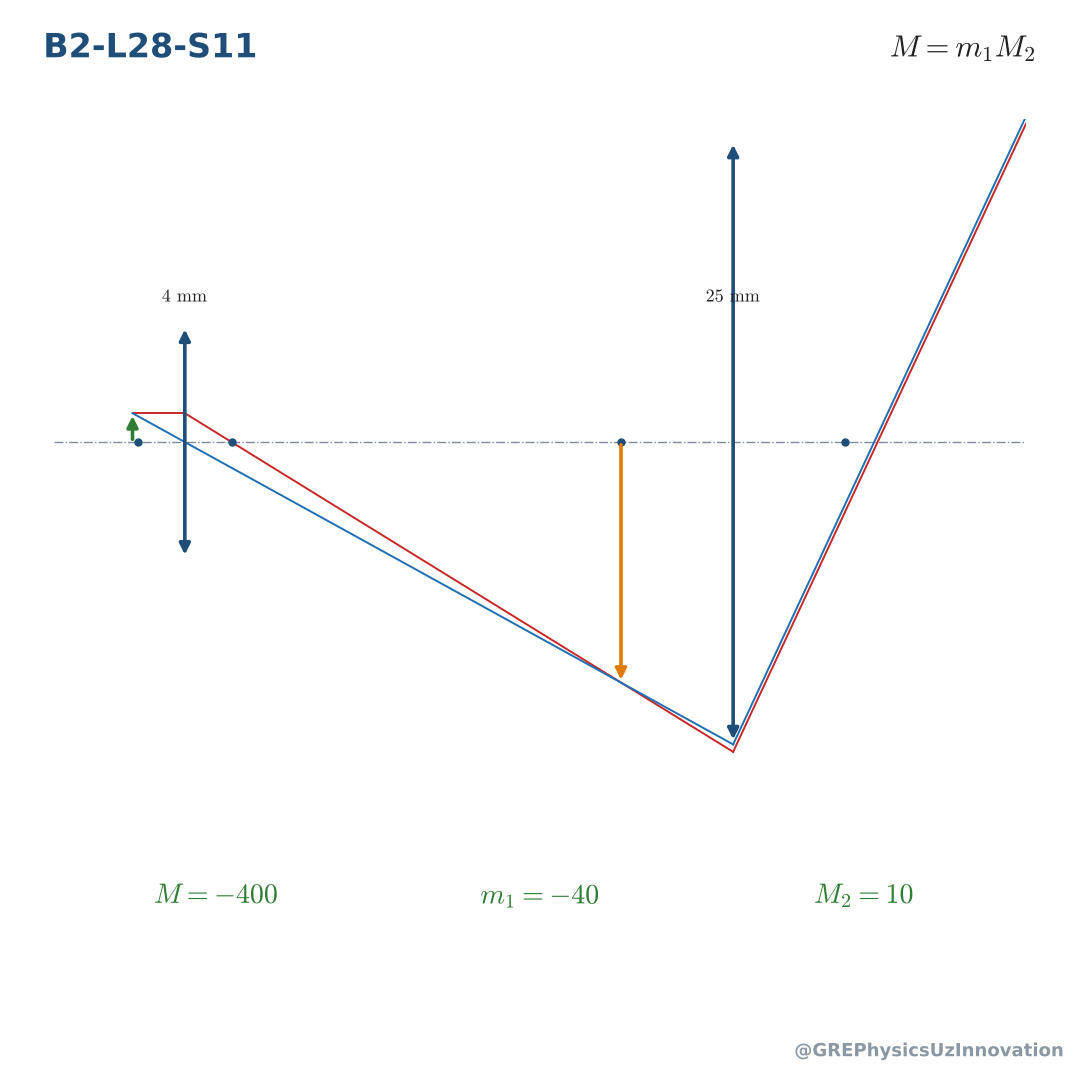 B2-L28-S11
M = m₁M₂
4 mm
25 mm
M = −400
m₁ = −40
M₂ = 10
@GREPhysicsUzInnovation